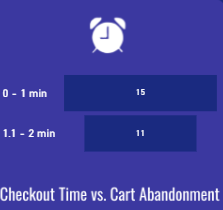 0 - 1 min 15
1.1 - 2 min 11
Checkout Time vs. Cart Abandonment